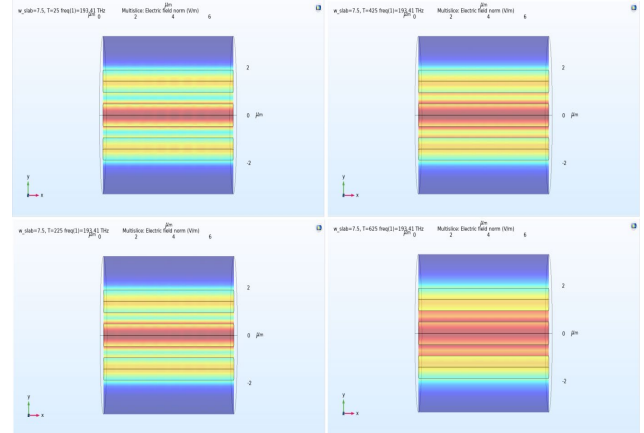 μm
w_slab=7.5, T=25 freq(1)=193.41 THz Multislice: Electric field norm (V/m)
μm 0 2 4 6
2
0 μm
-2
y
x
μm
w_slab=7.5, T=425 freq(1)=193.41 THz Multislice: Electric field norm (V/m)
μm 0 2 4 6
2
0 μm
-2
y
x
μm
w_slab=7.5, T=225 freq(1)=193.41 THz Multislice: Electric field norm (V/m)
μm 0 2 4 6
2
0 μm
-2
y
x
μm
w_slab=7.5, T=625 freq(1)=193.41 THz Multislice: Electric field norm (V/m)
μm 0 2 4 6
2
0 μm
-2
y
x